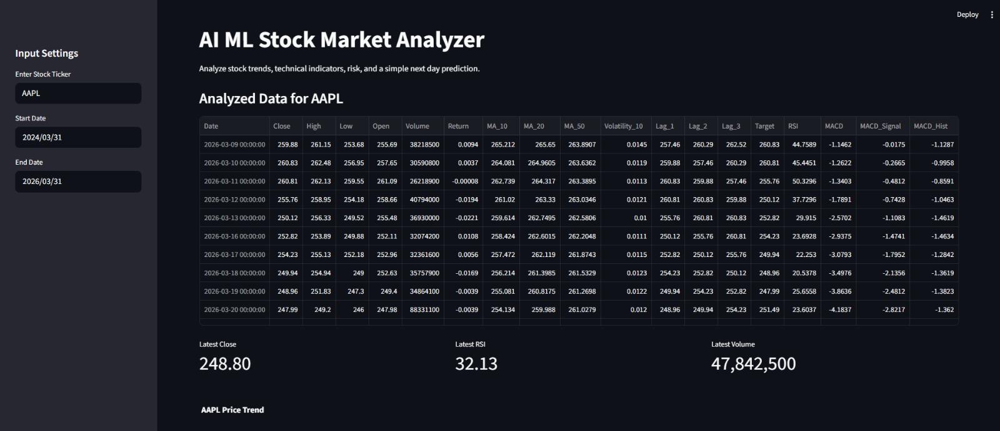 Deploy
Input Settings
Enter Stock Ticker
AAPL
Start Date
2024/03/31
End Date
2026/03/31
AI ML Stock Market Analyzer
Analyze stock trends, technical indicators, risk, and a simple next day prediction.
Analyzed Data for AAPL
Date Close High Low Open Volume Return MA_10 MA_20 MA_50 Volatility_10 Lag_1 Lag_2 Lag_3 Target RSI MACD MACD_Signal MACD_Hist
2026-03-09 00:00:00 259.88 261.15 253.68 255.69 38218500 0.0094 265.212 265.65 263.8907 0.0145 257.46 260.29 262.52 260.83 44.7589 -1.1462 -0.0175 -1.1287
2026-03-10 00:00:00 260.83 262.48 256.95 257.65 30590800 0.0037 264.081 264.9605 263.6362 0.0119 259.88 257.46 260.29 260.81 45.4451 -1.2622 -0.2665 -0.9958
2026-03-11 00:00:00 260.81 262.13 259.55 261.09 26218900 -0.00008 262.739 264.317 263.3895 0.0113 260.83 259.88 257.46 255.76 50.3296 -1.3403 -0.4812 -0.8591
2026-03-12 00:00:00 255.76 258.95 254.18 258.66 40794000 -0.0194 261.02 263.33 263.0346 0.0121 260.81 260.83 259.88 250.12 37.7296 -1.7891 -0.7428 -1.0463
2026-03-13 00:00:00 250.12 256.33 249.52 255.48 36930000 -0.0221 259.614 262.7495 262.5806 0.01 255.76 260.81 260.83 252.82 29.915 -2.5702 -1.1083 -1.4619
2026-03-16 00:00:00 252.82 253.89 249.88 252.11 32074200 0.0108 258.424 262.6015 262.2048 0.0111 250.12 255.76 260.81 254.23 23.6928 -2.9375 -1.4741 -1.4634
2026-03-17 00:00:00 254.23 255.13 252.18 252.96 32361600 0.0056 257.472 262.119 261.8743 0.0115 252.82 250.12 255.76 249.94 22.253 -3.0793 -1.7952 -1.2842
2026-03-18 00:00:00 249.94 254.94 249 252.63 35757900 -0.0169 256.214 261.3985 261.5329 0.0123 254.23 252.82 250.12 248.96 20.5378 -3.4976 -2.1356 -1.3619
2026-03-19 00:00:00 248.96 251.83 247.3 249.4 34864100 -0.0039 255.081 260.8175 261.2698 0.0122 249.94 254.23 252.82 247.99 25.6558 -3.8636 -2.4812 -1.3823
2026-03-20 00:00:00 247.99 249.2 246 247.98 88331100 -0.0039 254.134 259.988 261.0279 0.012 248.96 249.94 254.23 251.49 23.6037 -4.1837 -2.8217 -1.362
Latest Close Latest RSI Latest Volume
248.80 32.13 47,842,500
AAPL Price Trend